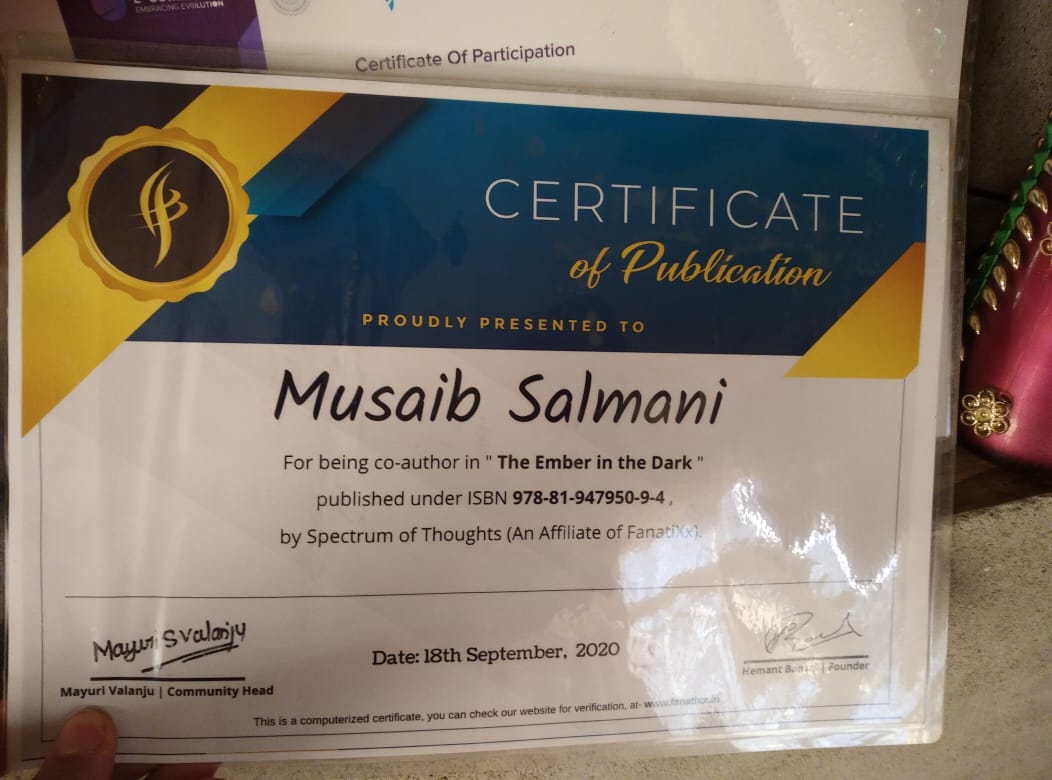 EMBRACING EVOLUTION
Certificate Of Participation
CERTIFICATE
of Publication
PROUDLY PRESENTED TO
Musaib Salmani
For being co-author in " The Ember in the Dark "
published under ISBN 978-81-947950-9-4 ,
by Spectrum of Thoughts (An Affiliate of FanatiXx).
Mayuri S Valanju
Date: 18th September, 2020
Mayuri Valanju | Community Head
Hemant | Founder
This is a computerized certificate, you can check our website for verification, at- www.fanatixx.in